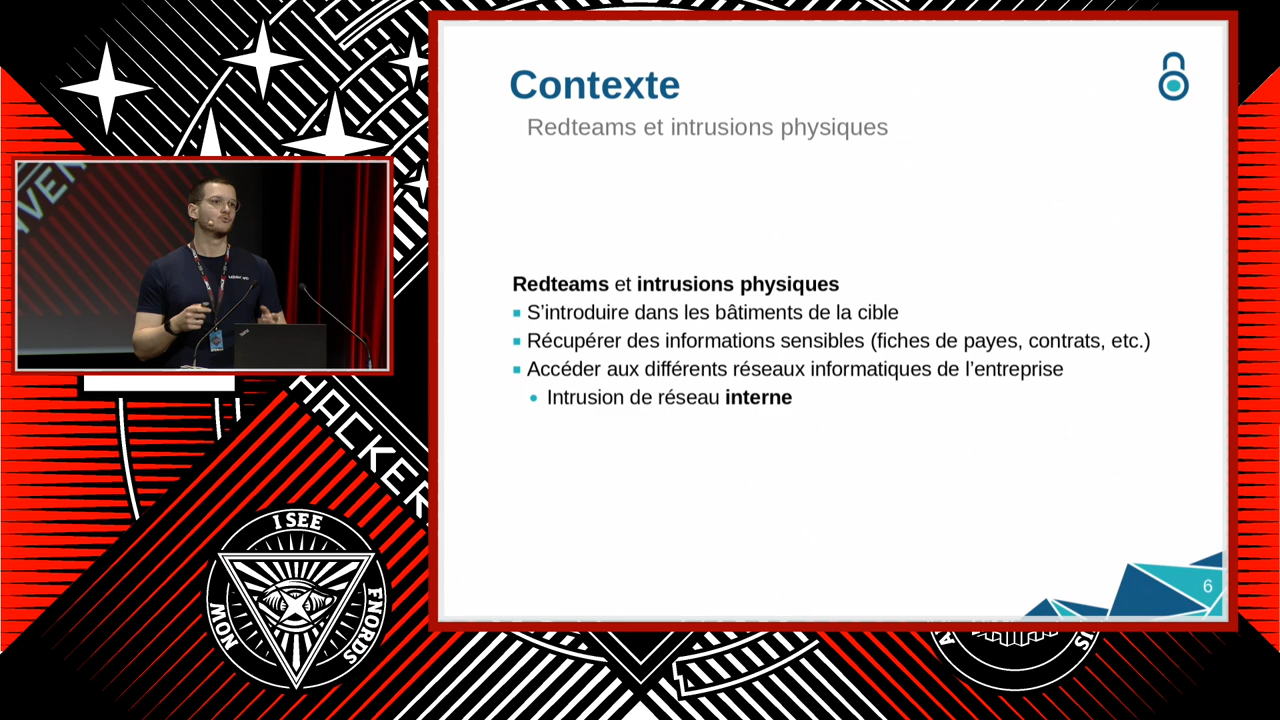 Contexte
Redteams et intrusions physiques
Redteams et intrusions physiques
S'introduire dans les bâtiments de la cible
Récupérer des informations sensibles (fiches de payes, contrats, etc.)
Accéder aux différents réseaux informatiques de l'entreprise
Intrusion de réseau interne
6
HACKER
I SEE
FNORDS
NOW